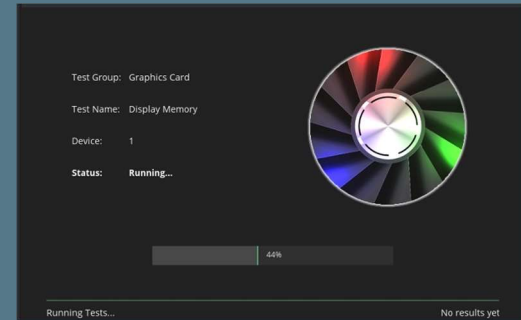 Test Group: Graphics Card
Test Name: Display Memory
Device: 1
Status: Running...
44%
Running Tests... No results yet